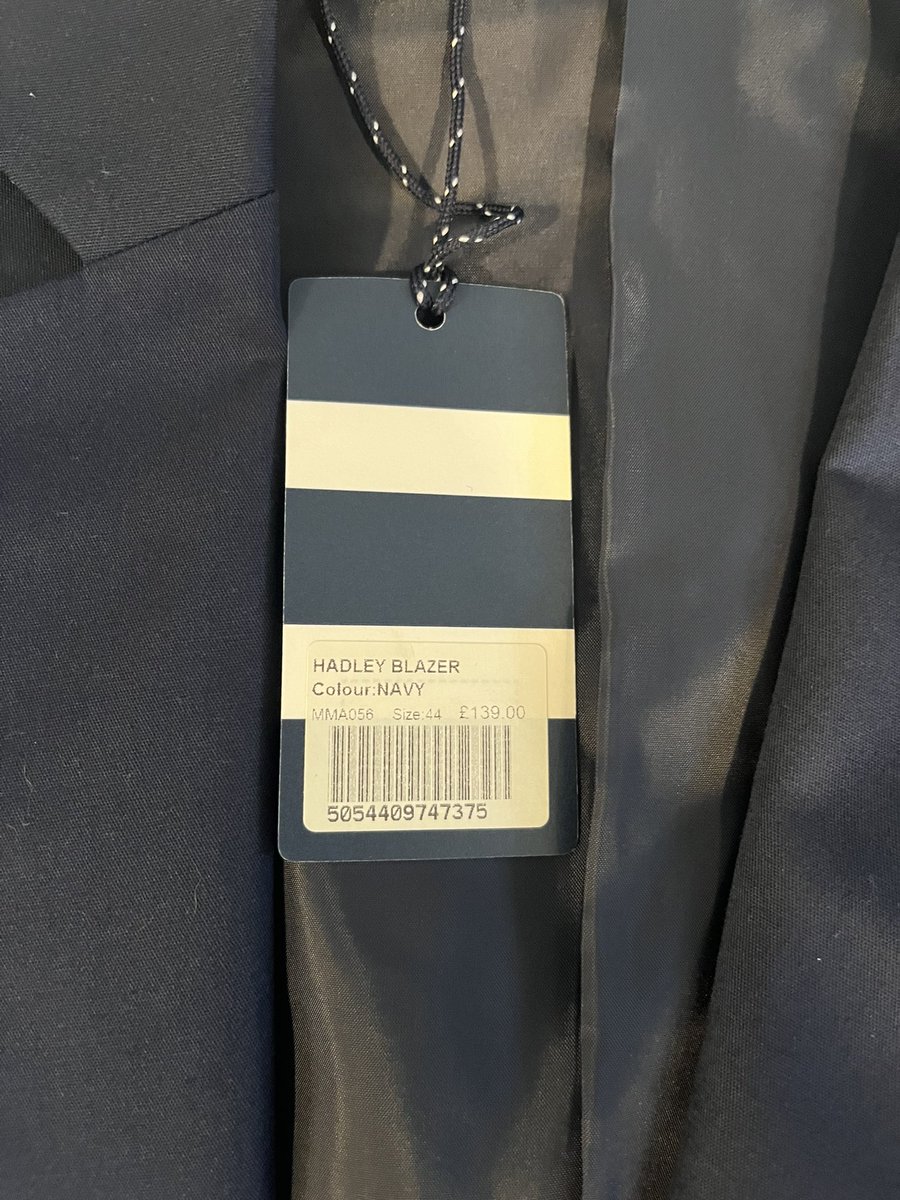 HADLEY BLAZER
Colour:NAVY
MMA056 Size:44 £139.00
5054409747375